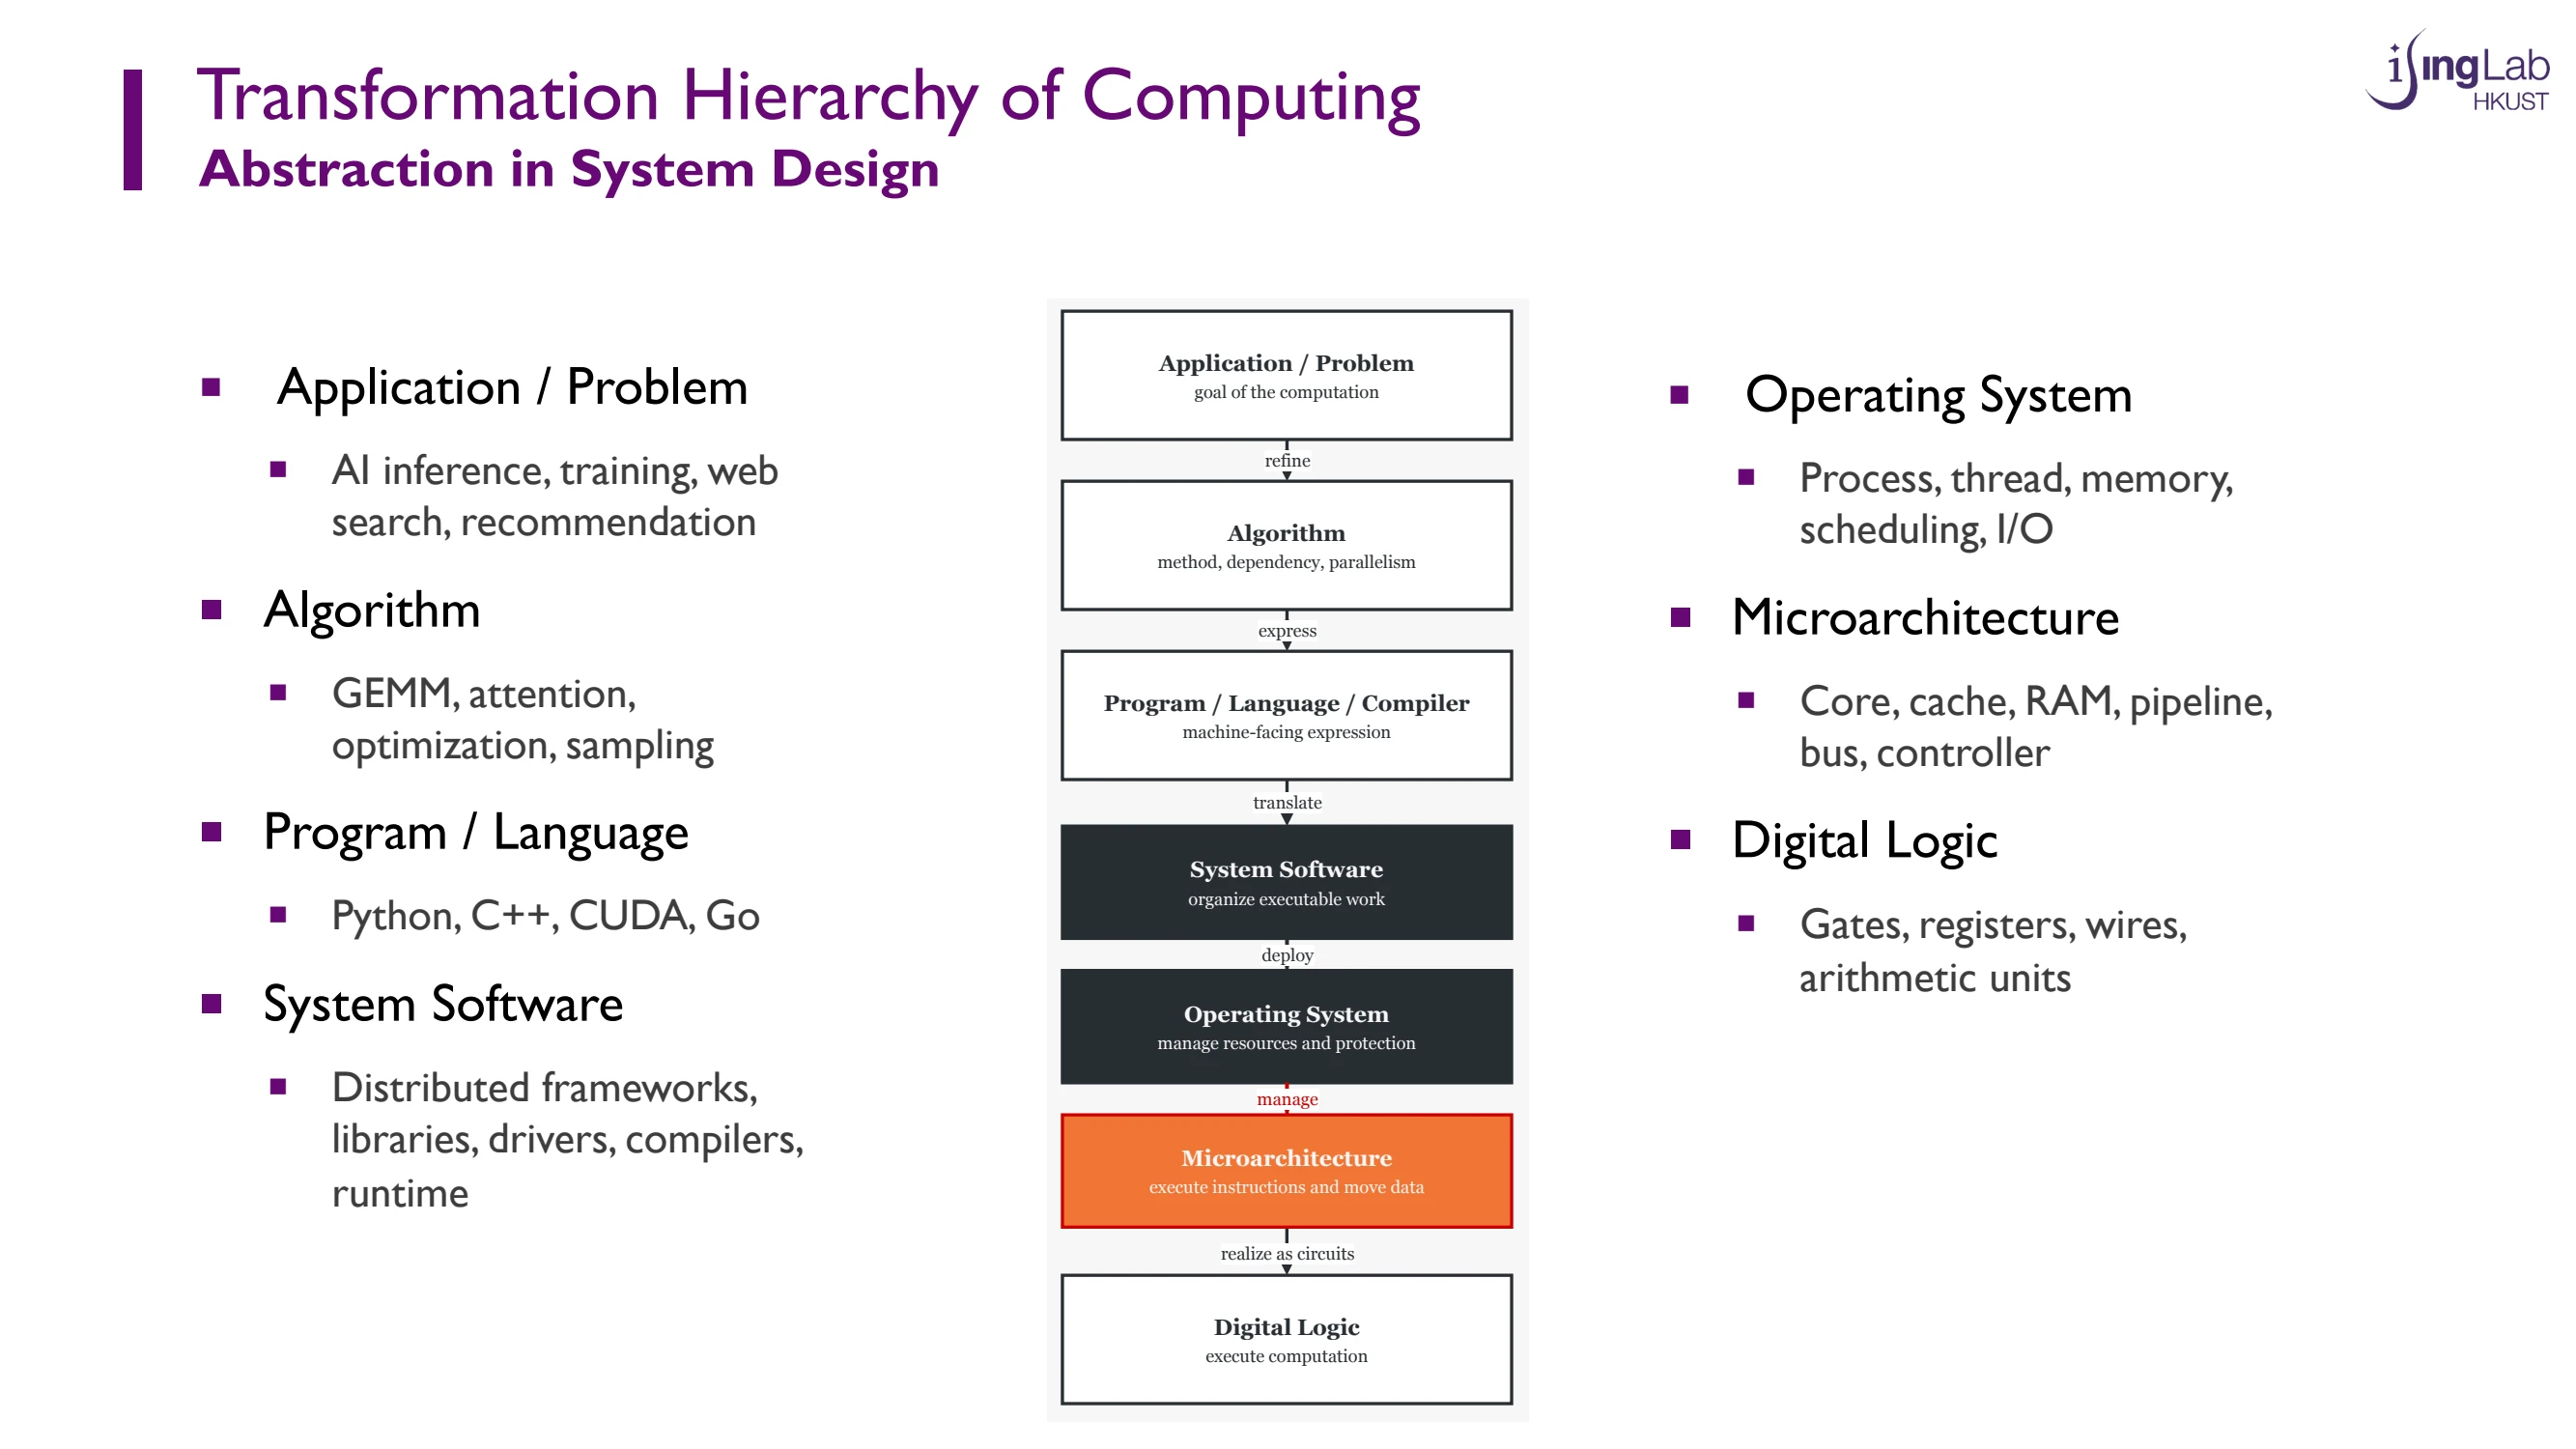 Transformation Hierarchy of Computing
Abstraction in System Design
iSingLab
HKUST
Application / Problem
AI inference, training, web
search, recommendation
Algorithm
GEMM, attention,
optimization, sampling
Program / Language
Python, C++, CUDA, Go
System Software
Distributed frameworks,
libraries, drivers, compilers,
runtime
Application / Problem
goal of the computation
refine
Algorithm
method, dependency, parallelism
express
Program / Language / Compiler
machine-facing expression
translate
System Software
organize executable work
deploy
Operating System
manage resources and protection
manage
Microarchitecture
execute instructions and move data
realize as circuits
Digital Logic
execute computation
Operating System
Process, thread, memory,
scheduling, I/O
Microarchitecture
Core, cache, RAM, pipeline,
bus, controller
Digital Logic
Gates, registers, wires,
arithmetic units